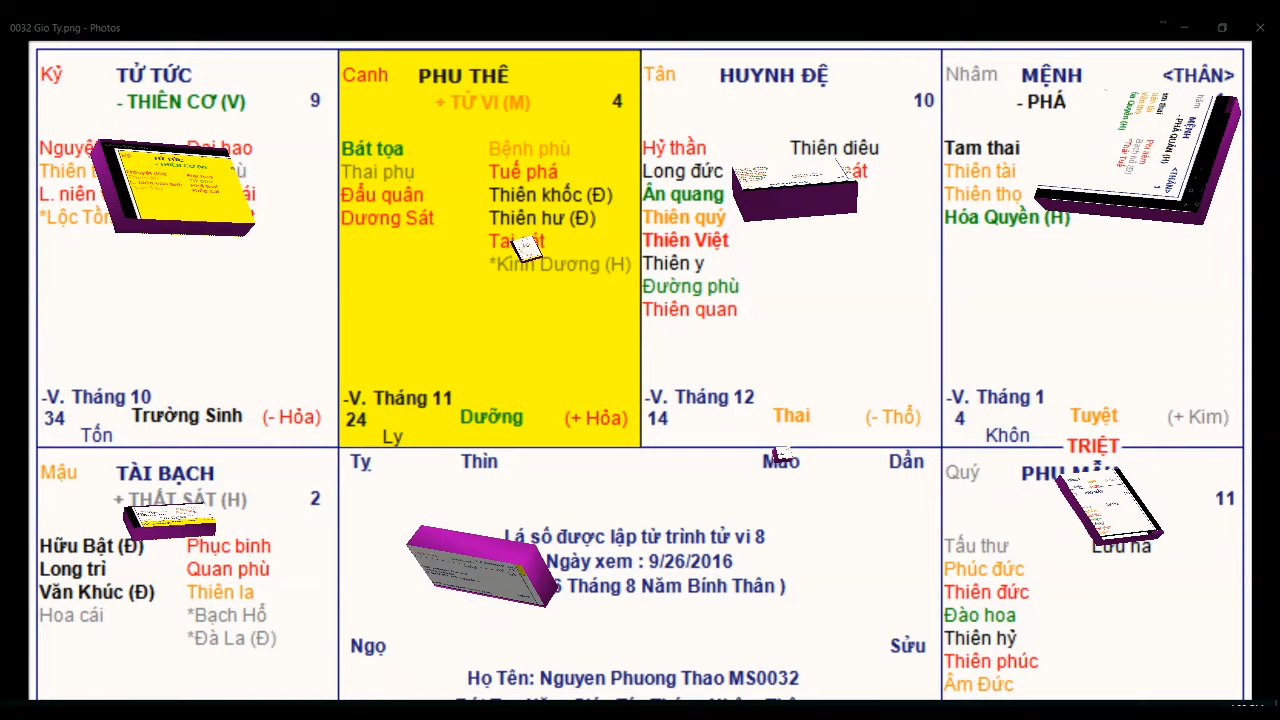 0032 Gio Ty.png - Photos
Kỷ TỬ TỨC
- THIÊN CƠ (V) 9
Thiên
L. niên
*Lộc Tồn
-V. Tháng 10
34 Trường Sinh (- Hỏa)
Tốn
Canh PHU THÊ
+ TỬ VI (M) 4
Bát tọa Bệnh phù
Thai phụ Tuế phá
Đẩu quân Thiên khốc (Đ)
Dương Sát Thiên hư (Đ)
*Kình Dương (H)
-V. Tháng 11
24 Dưỡng (+ Hỏa)
Ly
Tân HUYNH ĐỆ
10
Hỷ thần Thiên diêu
Long đức
Ân quang
Thiên quý
Thiên Việt
Thiên y
Đường phù
Thiên quan
-V. Tháng 12
14 Thai (- Thổ)
Nhâm MỆNH <THÂN>
- PHÁ
Tam thai
Thiên tài
Thiên thọ
Hóa Quyền (H)
-V. Tháng 1
4 Tuyệt (+ Kim)
Khôn
TRIỆT
Mậu TÀI BẠCH
+ THẤT SÁT (H) 2
Hữu Bật (Đ) Phục binh
Long trì Quan phù
Văn Khúc (Đ) Thiên la
Hoa cái *Bạch Hổ
*Đà La (Đ)
Tỵ Thìn Mão Dần
Lá số được lập từ trình tử vi 8
Ngày xem : 9/26/2016
6 Tháng 8 Năm Bính Thân )
Ngọ Sửu
Họ Tên: Nguyen Phuong Thao MS0032
Quý PHỤ MẪU
11
Tấu thư Lưu hà
Phúc đức
Thiên đức
Đào hoa
Thiên hỷ
Thiên phúc
Âm Đức